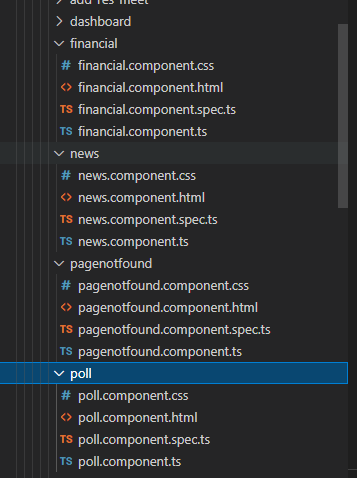 add-res-meet
dashboard
financial
# financial.component.css
<> financial.component.html
TS financial.component.spec.ts
TS financial.component.ts
news
# news.component.css
<> news.component.html
TS news.component.spec.ts
TS news.component.ts
pagenotfound
# pagenotfound.component.css
<> pagenotfound.component.html
TS pagenotfound.component.spec.ts
TS pagenotfound.component.ts
poll
# poll.component.css
<> poll.component.html
TS poll.component.spec.ts
TS poll.component.ts